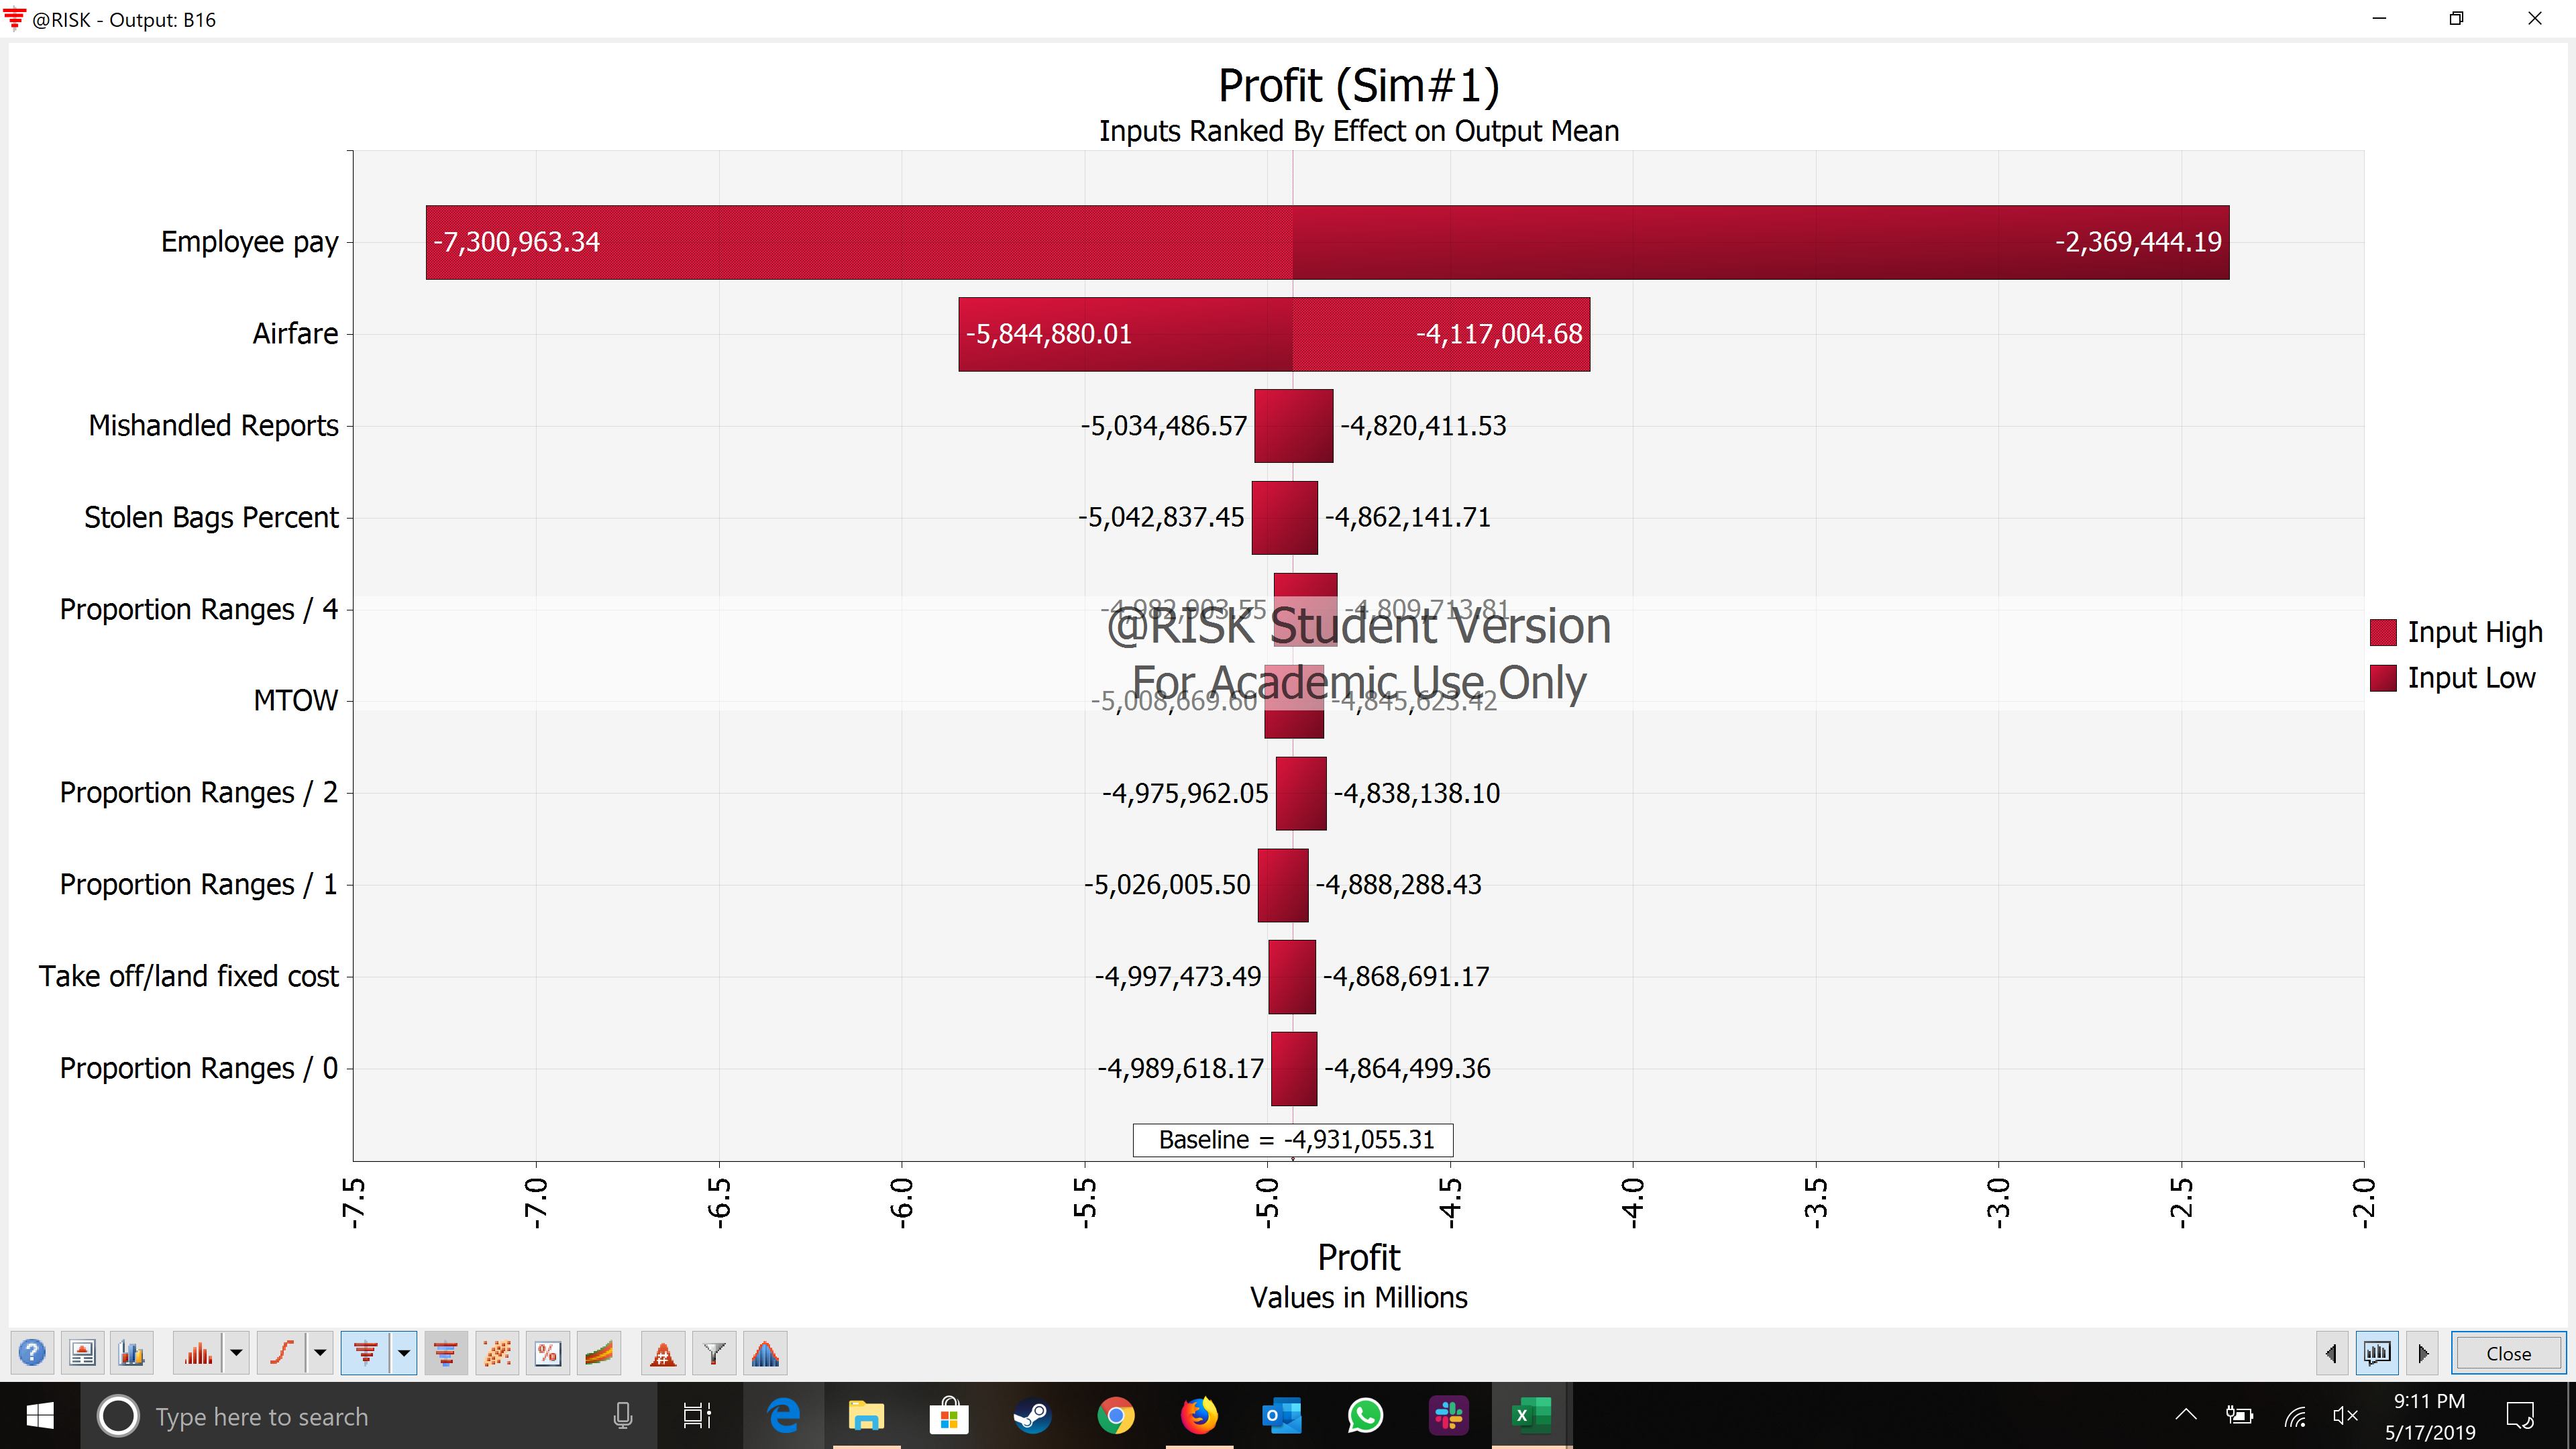 @RISK - Output: B16
Profit (Sim#1)
Inputs Ranked By Effect on Output Mean
Employee pay -7,300,963.34 -2,369,444.19
Airfare -5,844,880.01 -4,117,004.68
Mishandled Reports -5,034,486.57 -4,820,411.53
Stolen Bags Percent -5,042,837.45 -4,862,141.71
Proportion Ranges / 4 -4,982,903.55 -4,809,713.81
@RISK Student Version
For Academic Use Only
MTOW -5,008,669.60 -4,845,623.42
Proportion Ranges / 2 -4,975,962.05 -4,838,138.10
Proportion Ranges / 1 -5,026,005.50 -4,888,288.43
Take off/land fixed cost -4,997,473.49 -4,868,691.17
Proportion Ranges / 0 -4,989,618.17 -4,864,499.36
Baseline = -4,931,055.31
Input High
Input Low
-7.5 -7.0 -6.5 -6.0 -5.5 -5.0 -4.5 -4.0 -3.5 -3.0 -2.5 -2.0
Profit
Values in Millions
Close
Type here to search
9:11 PM
5/17/2019